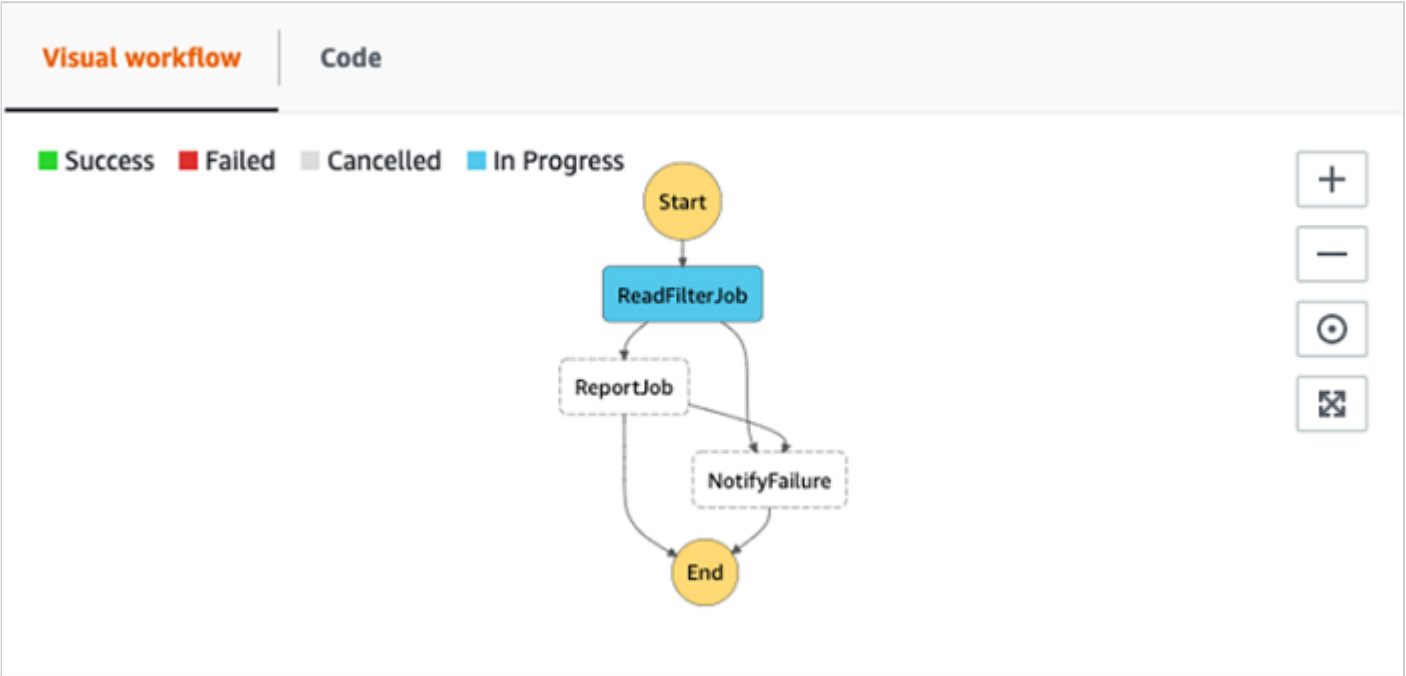 Visual workflow Code
Success Failed Cancelled In Progress
Start
ReadFilterJob
ReportJob
NotifyFailure
End